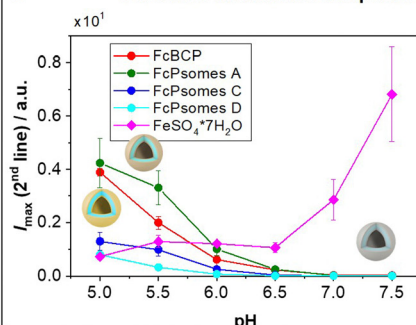 x10¹
FcBCP
FcPsomes A
FcPsomes C
FcPsomes D
FeSO₄*7H₂O
Imax (2nd line) / a.u.
0.8
0.6
0.4
0.2
0.0
5.0 5.5 6.0 6.5 7.0 7.5
pH